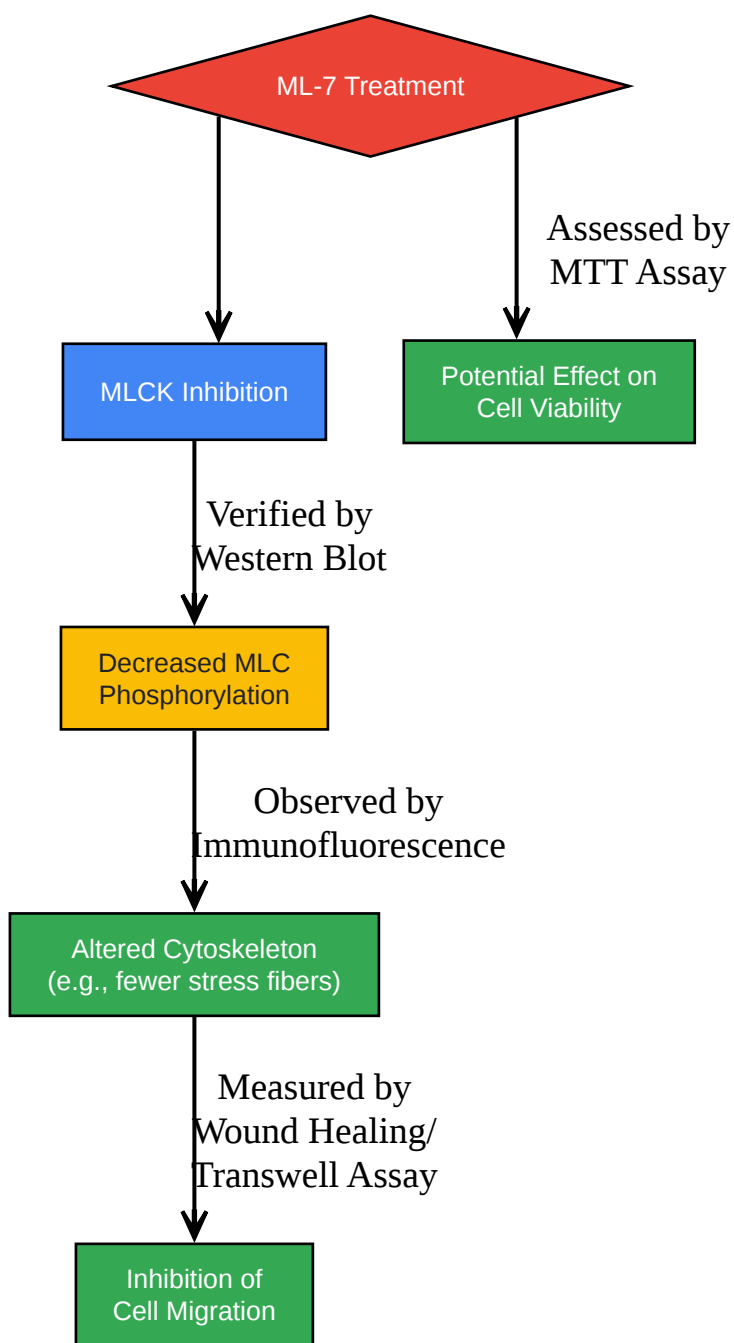 ML-7 Treatment
Assessed by
MTT Assay
MLCK Inhibition
Potential Effect on
Cell Viability
Verified by
Western Blot
Decreased MLC
Phosphorylation
Observed by
Immunofluorescence
Altered Cytoskeleton
(e.g., fewer stress fibers)
Measured by
Wound Healing/
Transwell Assay
Inhibition of
Cell Migration